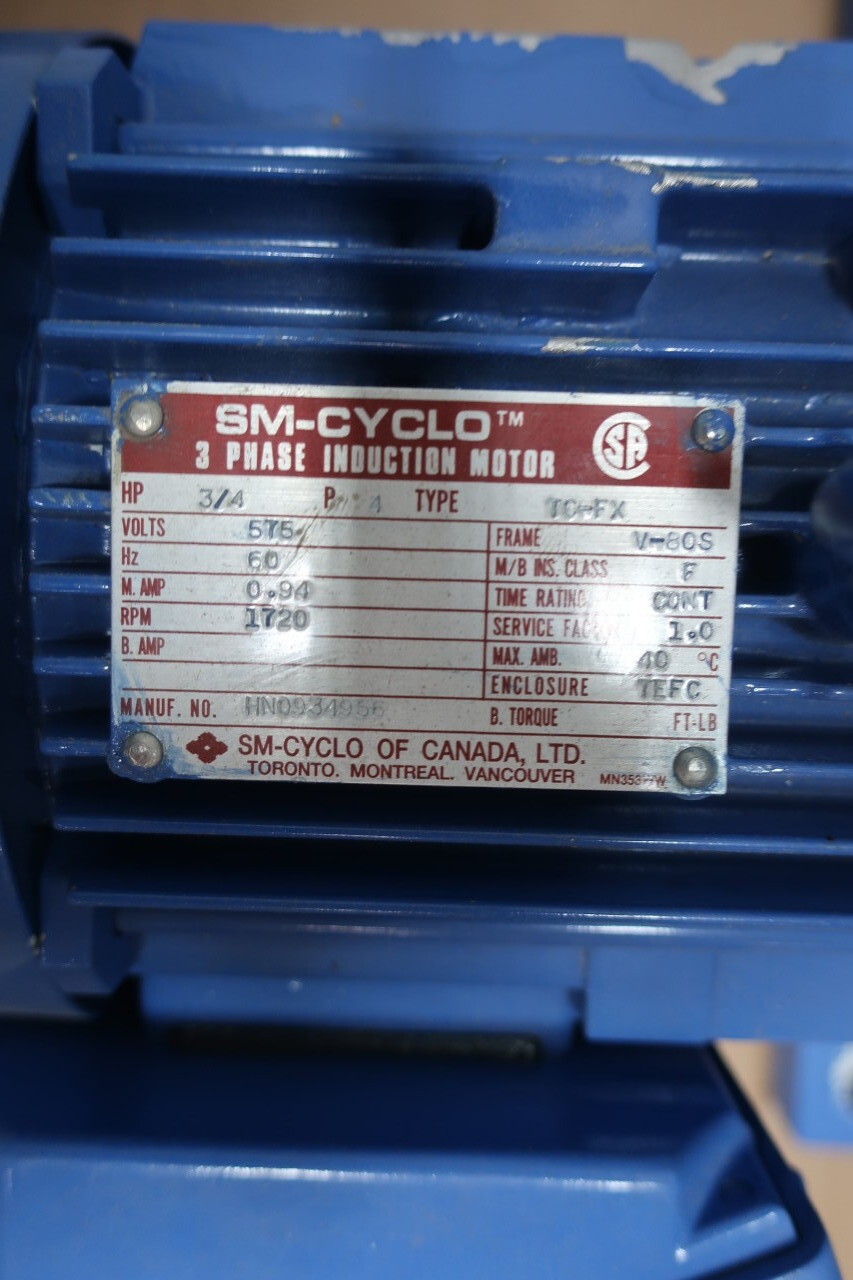 SM-CYCLO™
3 PHASE INDUCTION MOTOR
CSA
HP 3/4 P 4 TYPE TC-FX
VOLTS 575
FRAME V-80S
Hz 60
M/B INS. CLASS F
M. AMP 0.94
TIME RATING CONT
RPM 1720
SERVICE 1.0
B. AMP
MAX. AMB. 40 °C
ENCLOSURE TEFC
MANUF. NO. HN0934956
B. TORQUE FT-LB
SM-CYCLO OF CANADA, LTD.
TORONTO. MONTREAL. VANCOUVER